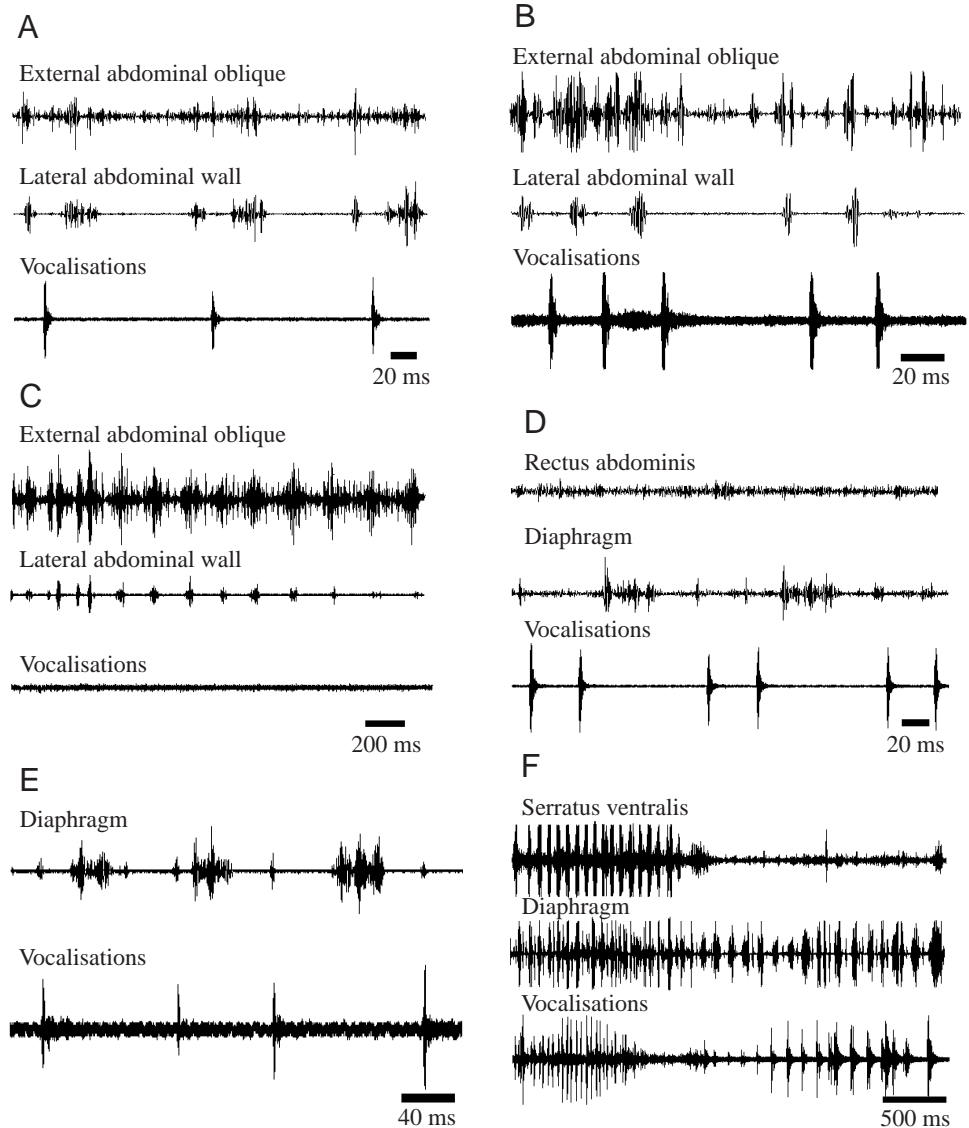 A
External abdominal oblique
Lateral abdominal wall
Vocalisations
20 ms
B
External abdominal oblique
Lateral abdominal wall
Vocalisations
20 ms
C
External abdominal oblique
Lateral abdominal wall
Vocalisations
200 ms
D
Rectus abdominis
Diaphragm
Vocalisations
20 ms
E
Diaphragm
Vocalisations
40 ms
F
Serratus ventralis
Diaphragm
Vocalisations
500 ms